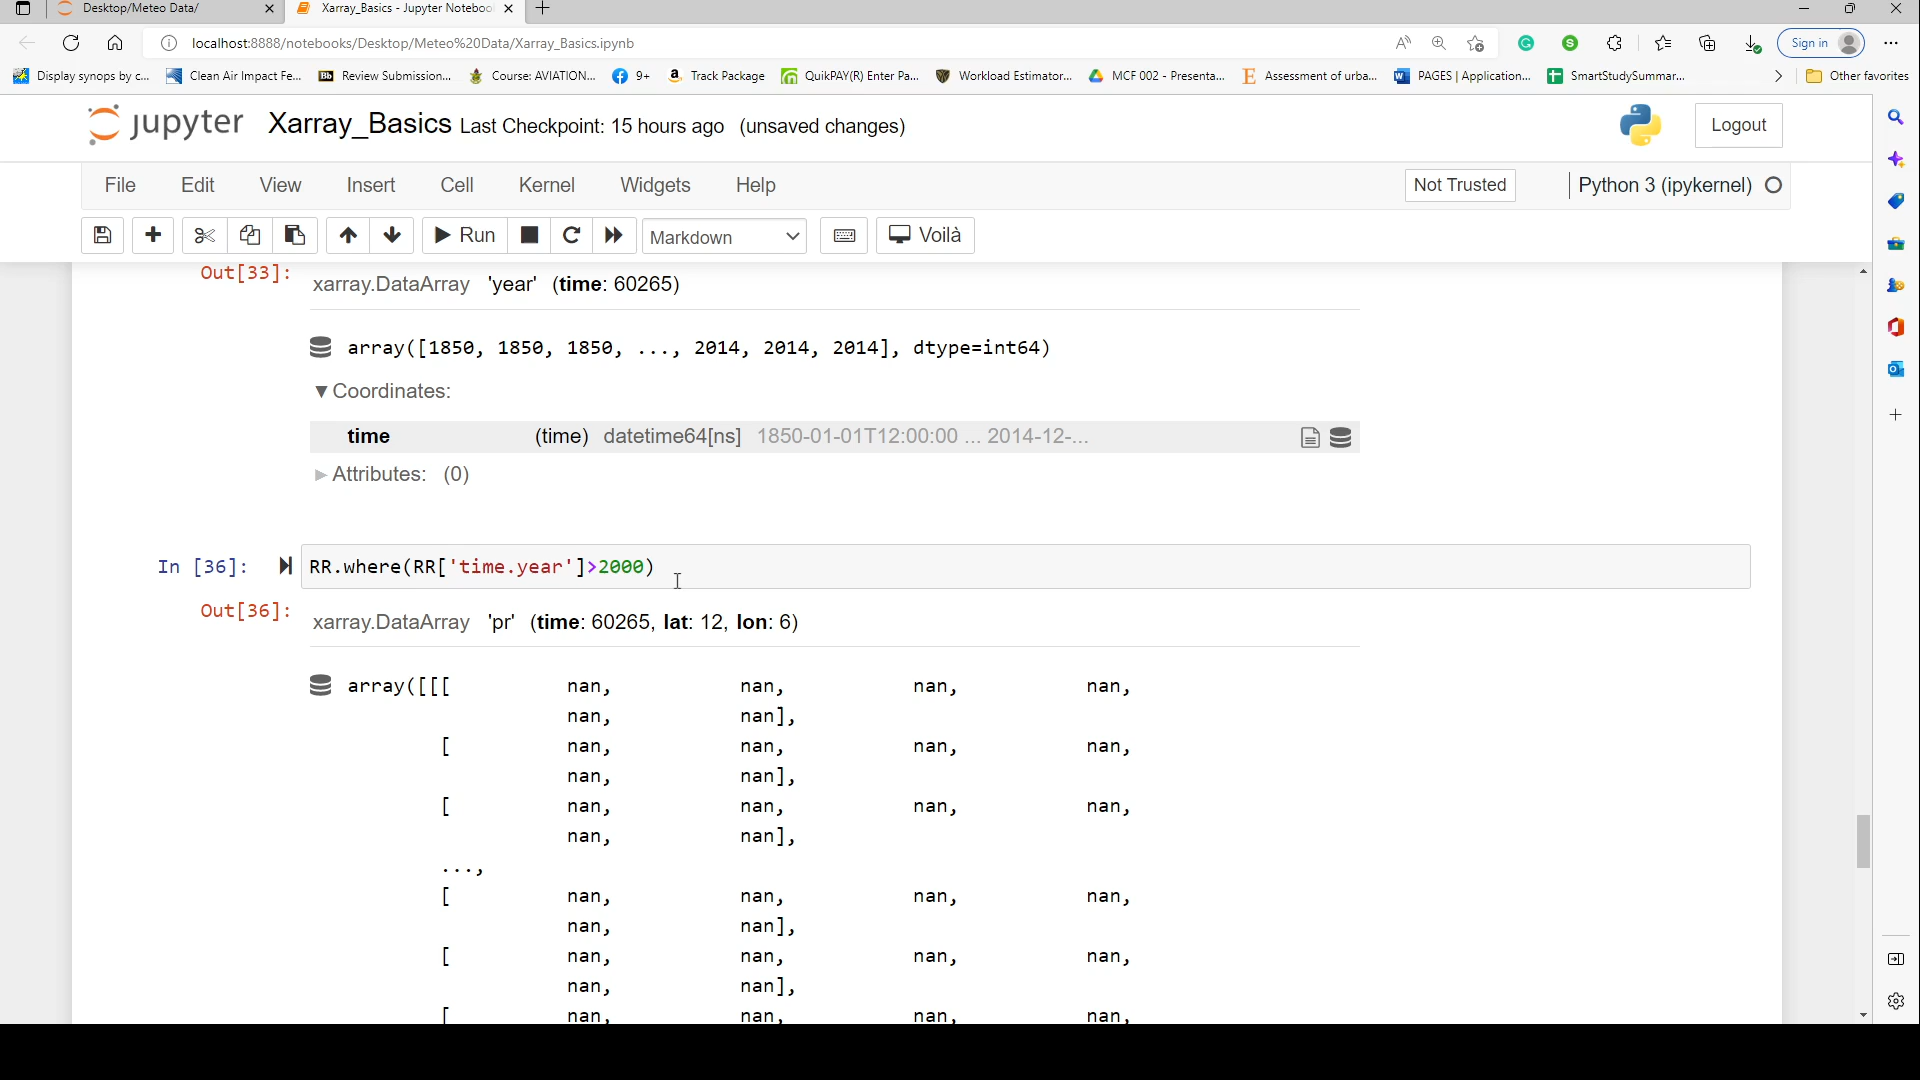 Desktop/Meteo Data/
Xarray_Basics - Jupyter Noteboo
localhost:8888/notebooks/Desktop/Meteo%20Data/Xarray_Basics.ipynb
Sign in
Display synops by c...
Clean Air Impact Fe...
Bb Review Submission...
Course: AVIATION...
9+
Track Package
QuikPAY(R) Enter Pa...
Workload Estimator...
MCF 002 - Presenta...
E Assessment of urba...
PAGES | Application...
SmartStudySummar...
Other favorites
jupyter Xarray_Basics Last Checkpoint: 15 hours ago (unsaved changes)
Logout
File Edit View Insert Cell Kernel Widgets Help
Not Trusted
Python 3 (ipykernel)
Run
Markdown
Voilà
Out[33]: xarray.DataArray 'year' (time: 60265)
array([1850, 1850, 1850, ..., 2014, 2014, 2014], dtype=int64)
▼ Coordinates:
time (time) datetime64[ns] 1850-01-01T12:00:00 ... 2014-12-...
► Attributes: (0)
In [36]: RR.where(RR['time.year']>2000)
Out[36]: xarray.DataArray 'pr' (time: 60265, lat: 12, lon: 6)
array([[[ nan, nan, nan, nan,
nan, nan],
[ nan, nan, nan, nan,
nan, nan],
[ nan, nan, nan, nan,
nan, nan],
...,
[ nan, nan, nan, nan,
nan, nan],
[ nan, nan, nan, nan,
nan, nan],
[ nan, nan, nan, nan,